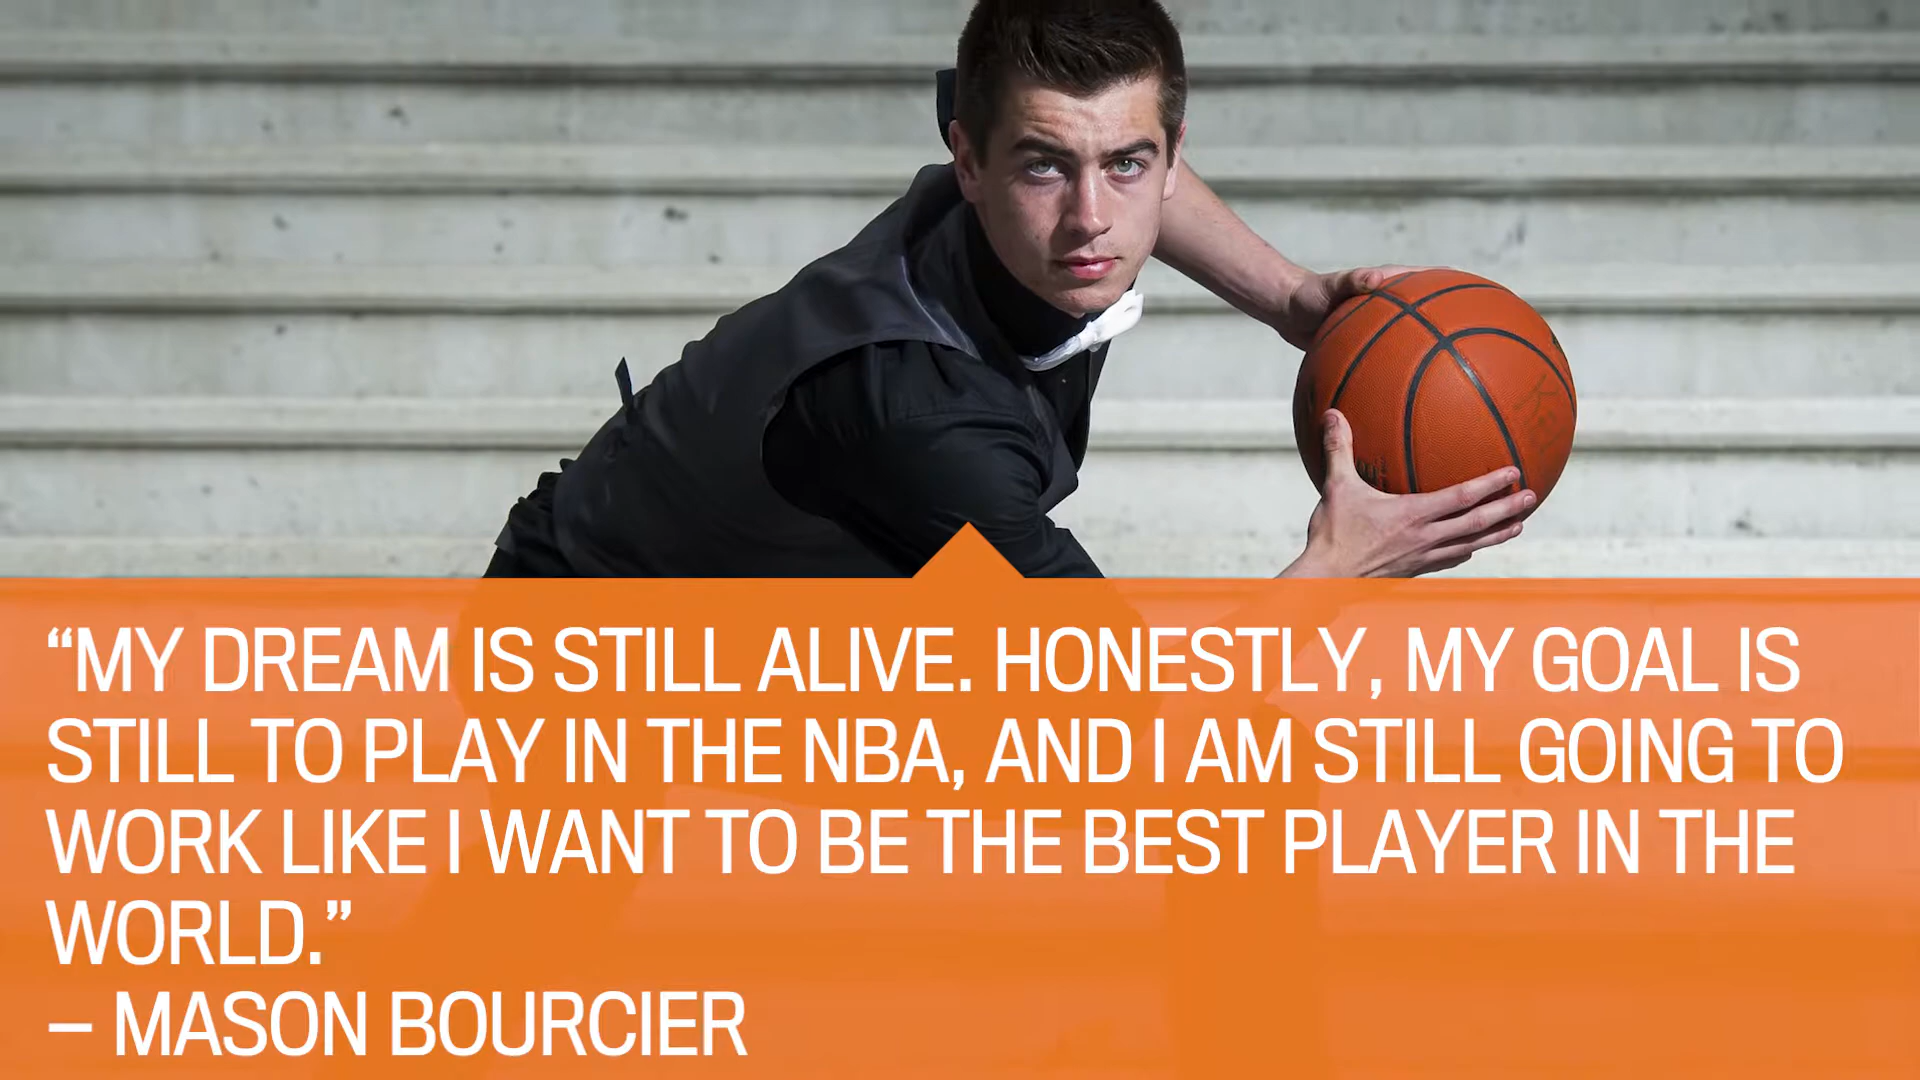 “MY DREAM IS STILL ALIVE. HONESTLY, MY GOAL IS
STILL TO PLAY IN THE NBA, AND I AM STILL GOING TO
WORK LIKE I WANT TO BE THE BEST PLAYER IN THE
WORLD.”
– MASON BOURCIER